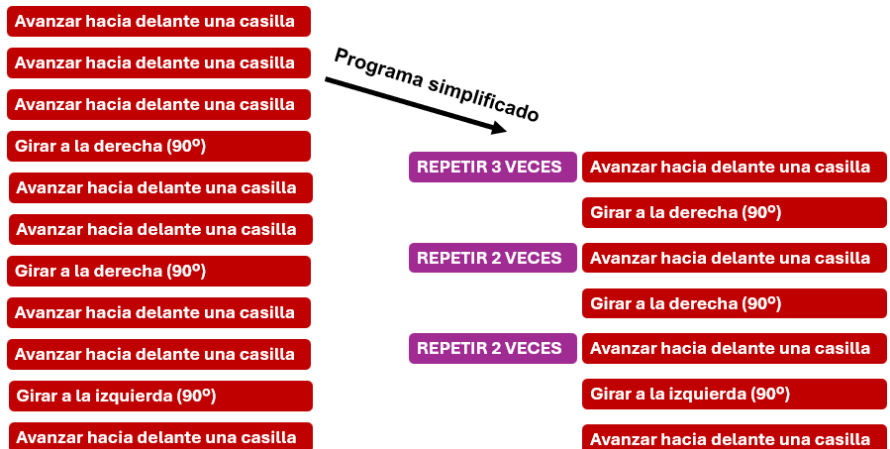 Avanzar hacia delante una casilla
Avanzar hacia delante una casilla
Avanzar hacia delante una casilla
Girar a la derecha (90º)
Avanzar hacia delante una casilla
Avanzar hacia delante una casilla
Girar a la derecha (90º)
Avanzar hacia delante una casilla
Avanzar hacia delante una casilla
Girar a la izquierda (90º)
Avanzar hacia delante una casilla
Programa simplificado
REPETIR 3 VECES Avanzar hacia delante una casilla
Girar a la derecha (90º)
REPETIR 2 VECES Avanzar hacia delante una casilla
Girar a la derecha (90º)
REPETIR 2 VECES Avanzar hacia delante una casilla
Girar a la izquierda (90º)
Avanzar hacia delante una casilla